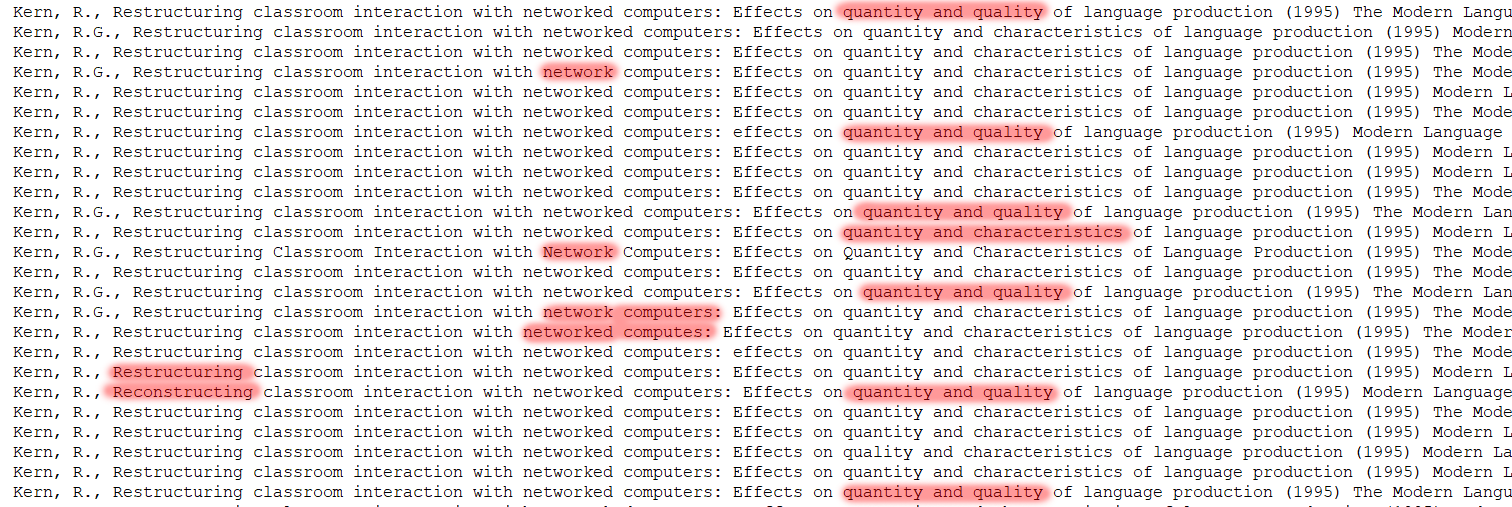 Kern, R., Restructuring classroom interaction with networked computers: Effects on quantity and quality of language production (1995) The Modern Langu
Kern, R.G., Restructuring classroom interaction with networked computers: Effects on quantity and characteristics of language production (1995) Modern
Kern, R., Restructuring classroom interaction with networked computers: Effects on quantity and characteristics of language production (1995) The Mode
Kern, R.G., Restructuring classroom interaction with network computers: Effects on quantity and characteristics of language production (1995) The Mode
Kern, R., Restructuring classroom interaction with networked computers: Effects on quantity and characteristics of language production (1995) Modern L
Kern, R., Restructuring classroom interaction with networked computers: Effects on quantity and characteristics of language production (1995) The Mode
Kern, R., Restructuring classroom interaction with networked computers: effects on quantity and quality of language production (1995) Modern Language
Kern, R., Restructuring classroom interaction with networked computers: Effects on quantity and characteristics of language production (1995) Modern L
Kern, R., Restructuring classroom interaction with networked computers: Effects on quantity and characteristics of language production (1995) Modern L
Kern, R., Restructuring classroom interaction with networked computers: Effects on quantity and characteristics of language production (1995) The Mode
Kern, R.G., Restructuring classroom interaction with networked computers: Effects on quantity and quality of language production (1995) The Modern Lan
Kern, R., Restructuring classroom interaction with networked computers: Effects on quantity and characteristics of language production (1995) Modern L
Kern, R.G., Restructuring Classroom Interaction with Network Computers: Effects on Quantity and Characteristics of Language Production (1995) The Mode
Kern, R., Restructuring classroom interaction with networked computers: Effects on quantity and characteristics of language production (1995) The Mode
Kern, R.G., Restructuring classroom interaction with networked computers: Effects on quantity and quality of language production (1995) The Modern Lan
Kern, R.G., Restructuring classroom interaction with network computers: Effects on quantity and characteristics of language production (1995) The Mode
Kern, R., Restructuring classroom interaction with networked computes: Effects on quantity and characteristics of language production (1995) The Moder
Kern, R., Restructuring classroom interaction with networked computers: effects on quantity and characteristics of language production (1995) The Mode
Kern, R., Restructuring classroom interaction with networked computers: Effects on quantity and characteristics of language production (1995) Modern L
Kern, R., Reconstructing classroom interaction with networked computers: Effects on quantity and quality of language production (1995) Modern Language
Kern, R., Restructuring classroom interaction with networked computers: Effects on quantity and characteristics of language production (1995) The Mode
Kern, R., Restructuring classroom interaction with networked computers: Effects on quantity and characteristics of language production (1995) Modern L
Kern, R., Restructuring classroom interaction with networked computers: Effects on quality and characteristics of language production (1995) Modern La
Kern, R., Restructuring classroom interaction with networked computers: Effects on quantity and characteristics of language production (1995) Modern L
Kern, R., Restructuring classroom interaction with networked computers: Effects on quantity and quality of language production (1995) The Modern Langu